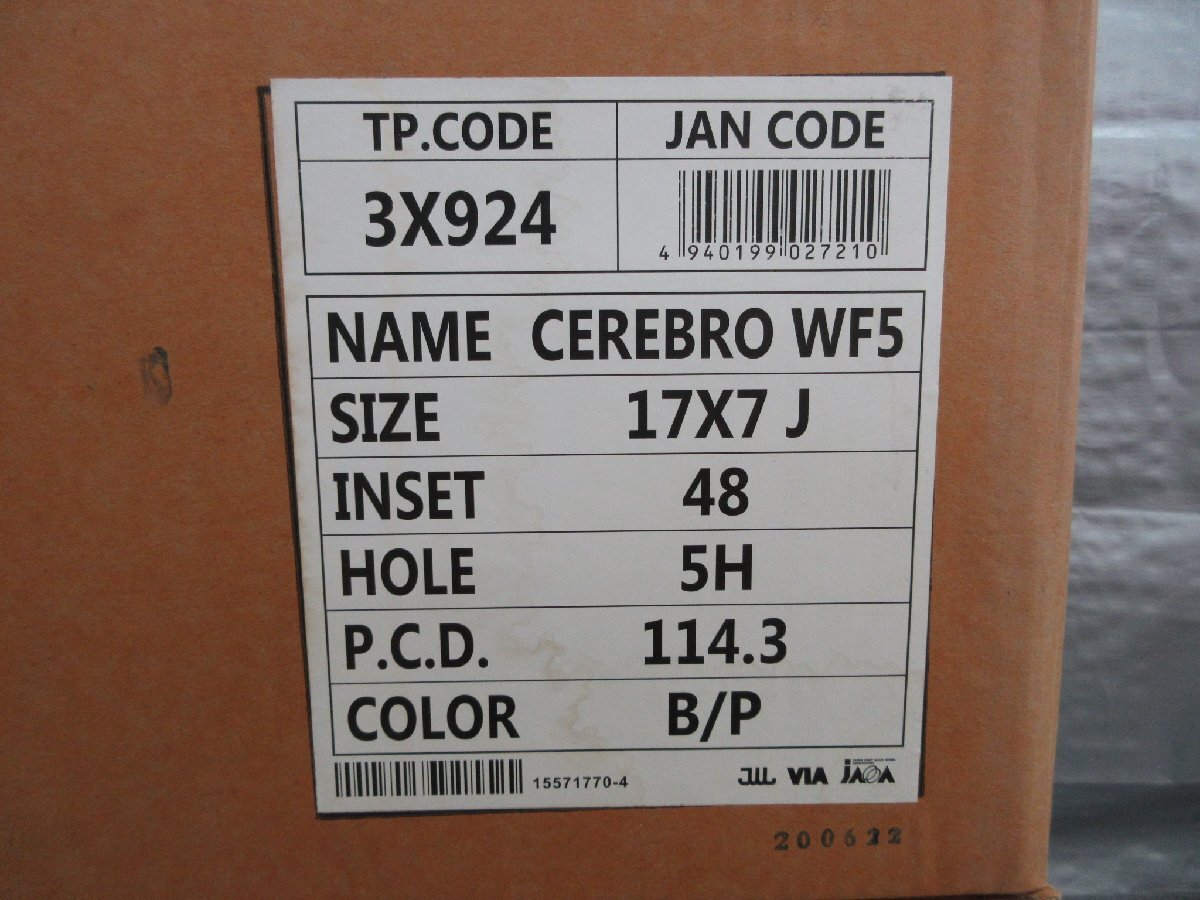 TP.CODE JAN CODE
3X924
4 940199 027210
NAME CEREBRO WF5
SIZE 17X7 J
INSET 48
HOLE 5H
P.C.D. 114.3
COLOR B/P
15571770-4 JWL VIA JAWA
200622